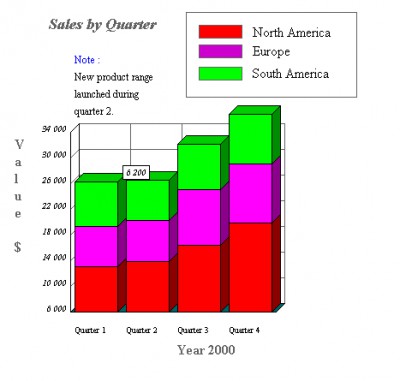 Sales by Quarter
North America
Europe
South America
Note :
New product range
launched during
quarter 2.
Value $
34 000
30 000
26 000
22 000
18 000
14 000
10 000
6 000
6 200
Quarter 1
Quarter 2
Quarter 3
Quarter 4
Year 2000